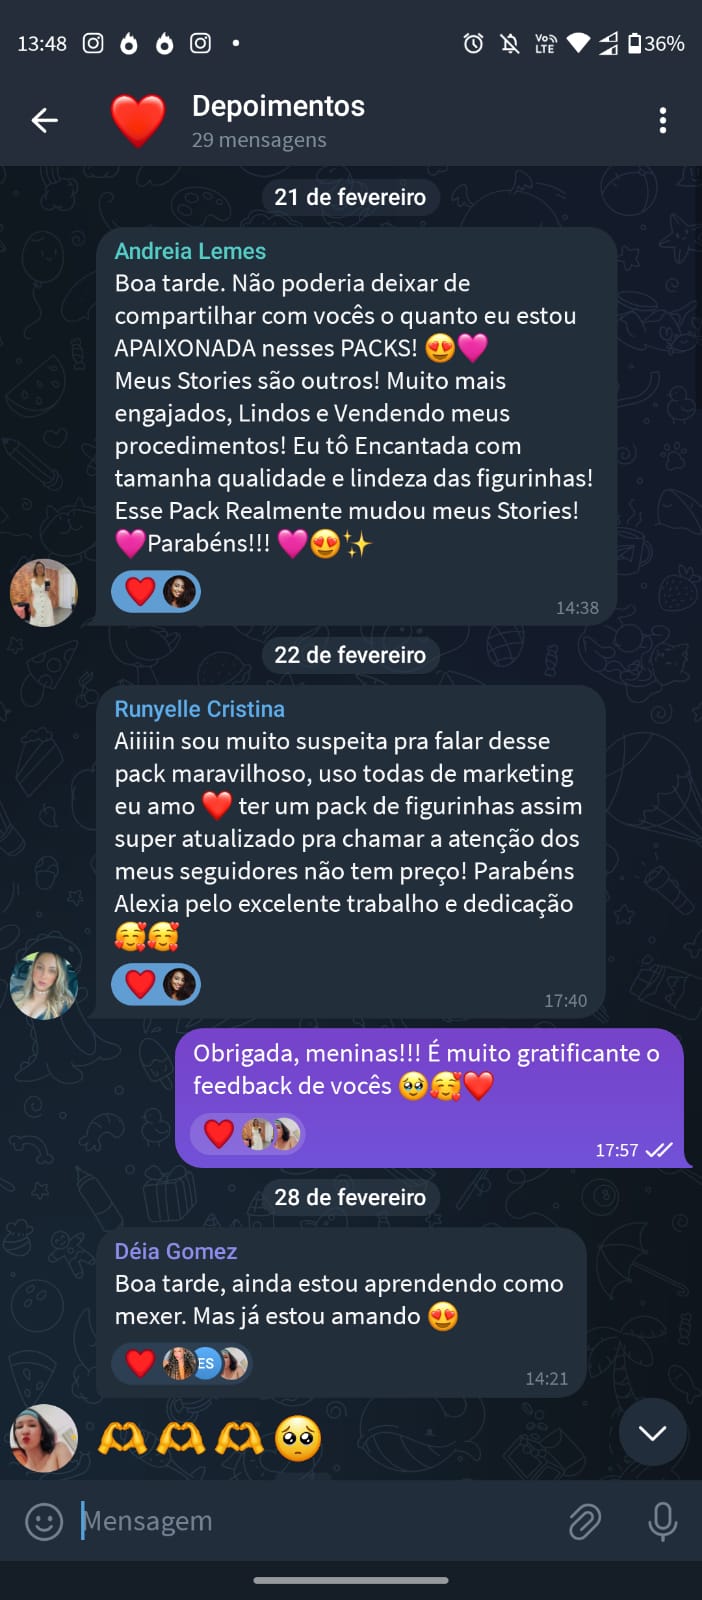 13:48
VoD LTE
36%
Depoimentos
29 mensagens
21 de fevereiro
Andreia Lemes
Boa tarde. Não poderia deixar de
compartilhar com vocês o quanto eu estou
APAIXONADA nesses PACKS! 😍💗
Meus Stories são outros! Muito mais
engajados, Lindos e Vendendo meus
procedimentos! Eu tô Encantada com
tamanha qualidade e lindeza das figurinhas!
Esse Pack Realmente mudou meus Stories!
💗Parabéns!!! 💗😍✨
14:38
22 de fevereiro
Runyelle Cristina
Aiiiiin sou muito suspeita pra falar desse
pack maravilhoso, uso todas de marketing
eu amo ❤️ ter um pack de figurinhas assim
super atualizado pra chamar a atenção dos
meus seguidores não tem preço! Parabéns
Alexia pelo excelente trabalho e dedicação
🥰🥰
17:40
Obrigada, meninas!!! É muito gratificante o
feedback de vocês 🥹🥰❤️
17:57
28 de fevereiro
Déia Gomez
Boa tarde, ainda estou aprendendo como
mexer. Mas já estou amando 😍
ES
14:21
🫶🫶🫶🥺
Mensagem